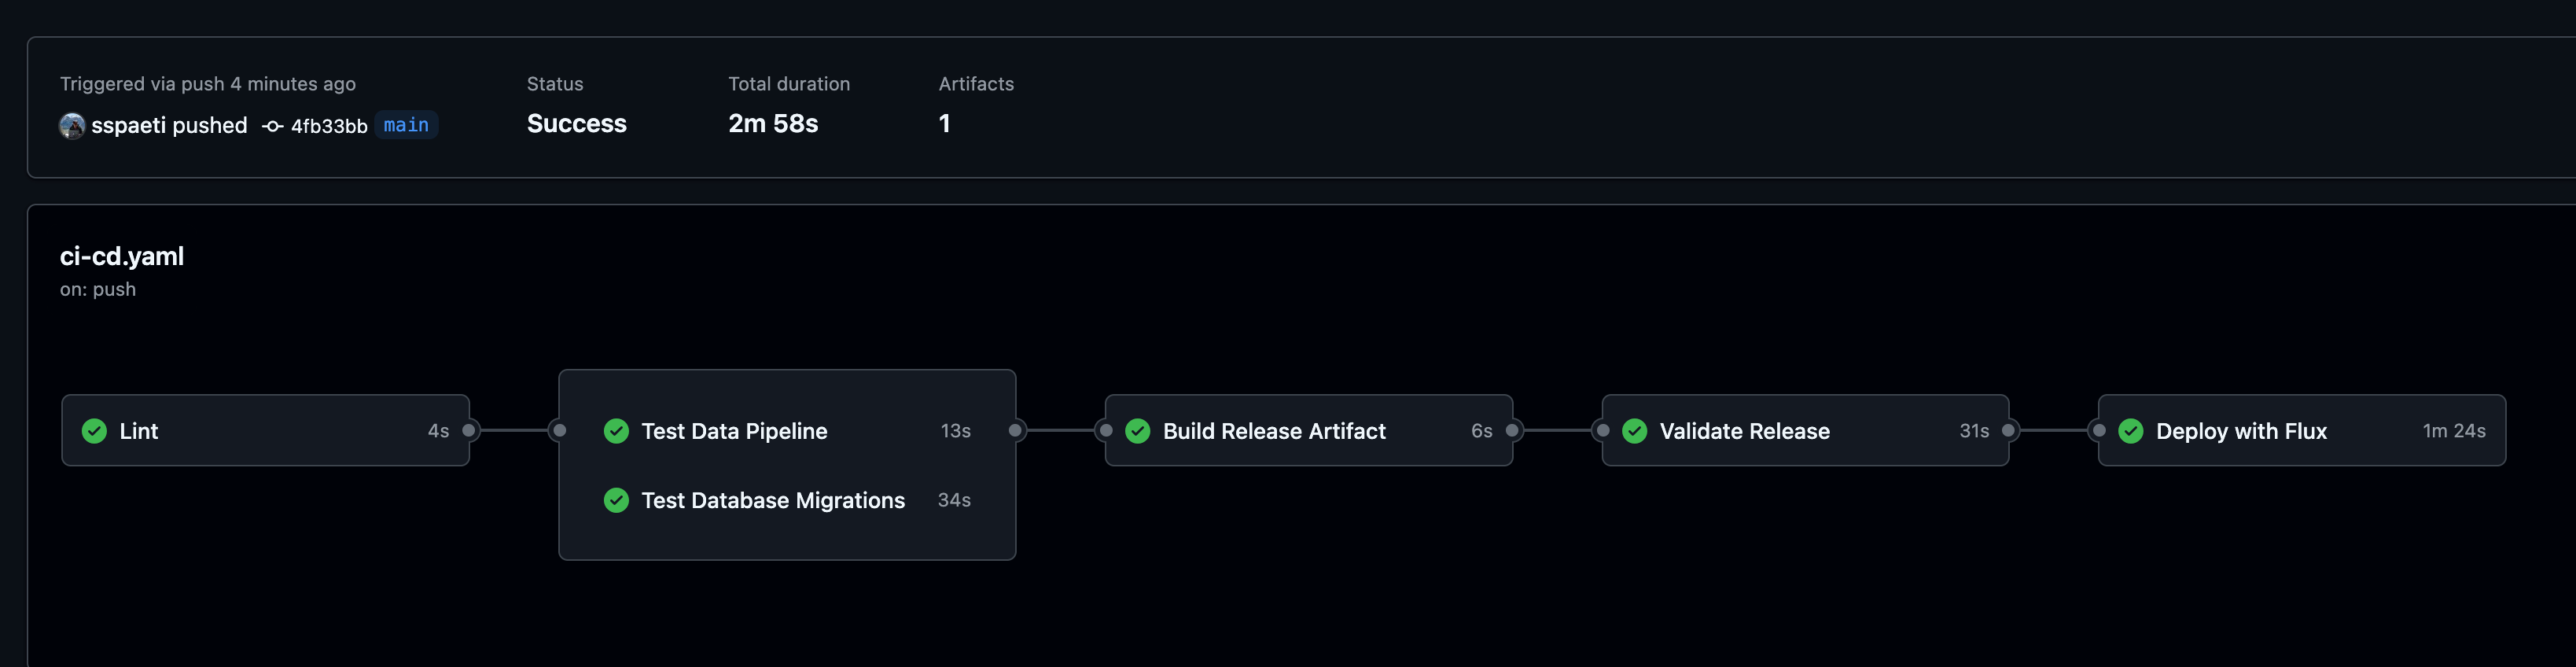 Triggered via push 4 minutes ago
sspaeti pushed 4fb33bb main
Status
Success
Total duration
2m 58s
Artifacts
1
ci-cd.yaml
on: push
Lint 4s
Test Data Pipeline 13s
Test Database Migrations 34s
Build Release Artifact 6s
Validate Release 31s
Deploy with Flux 1m 24s